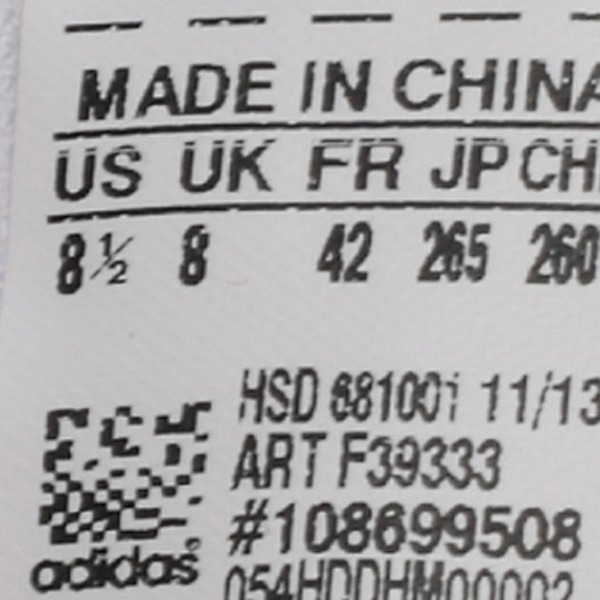 MADE IN CHINA
US UK FR JP CH
8½ 8 42 265 260
HSD 681001 11/13
ART F39333
#108699508
adidas
054HDDHM00002